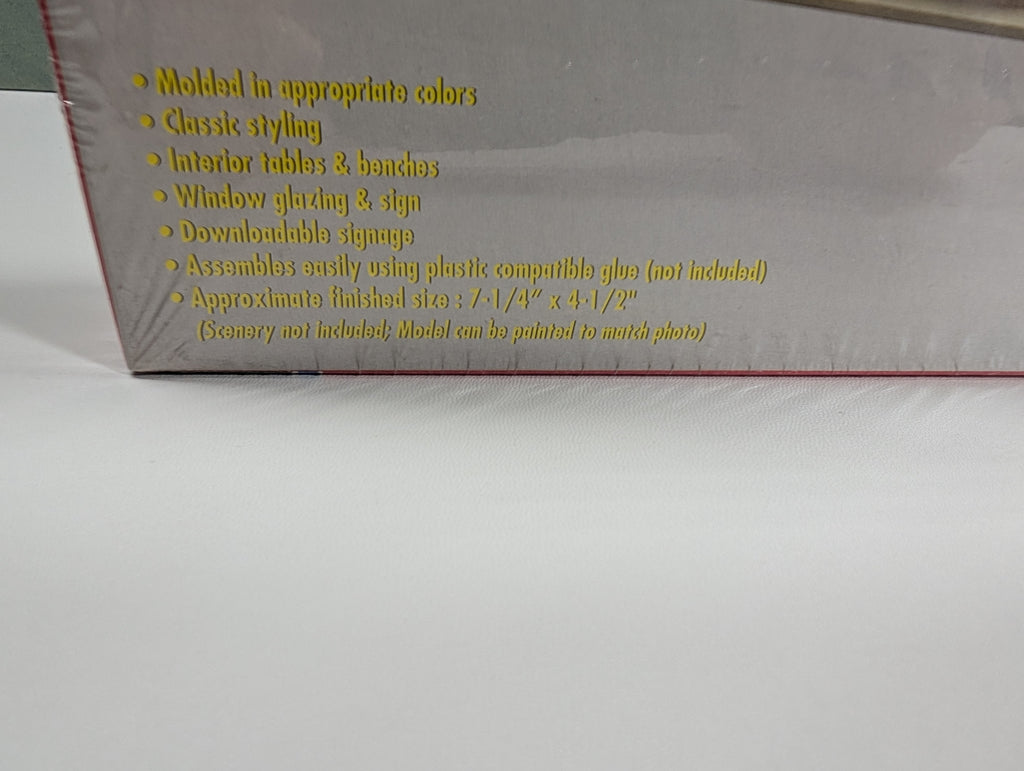 • Molded in appropriate colors
• Classic styling
• Interior tables & benches
• Window glazing & sign
• Downloadable signage
• Assembles easily using plastic compatible glue (not included)
• Approximate finished size : 7-1/4" x 4-1/2"
(Scenery not included; Model can be painted to match photo)